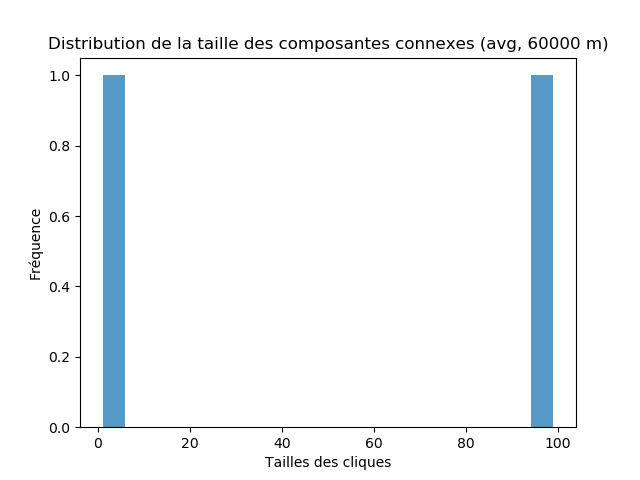 Distribution de la taille des composantes connexes (avg, 60000 m)
1.0
0.8
0.6
0.4
0.2
0.0
Fréquence
0 20 40 60 80 100
Tailles des cliques